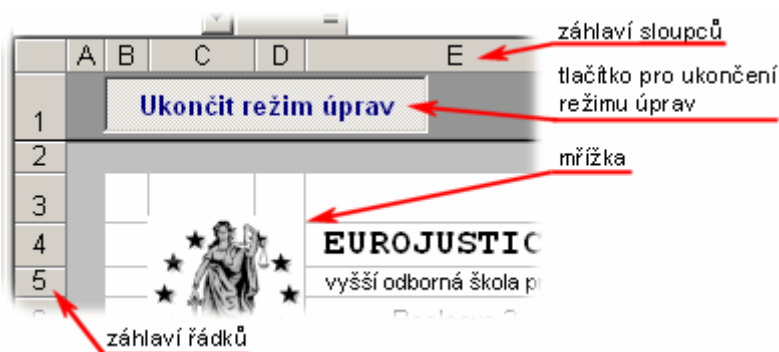 záhlaví sloupců
A B C D E
tlačítko pro ukončení
režimu úprav
1 Ukončit režim úprav
2
mřížka
3
4 EUROJUSTIC
5 vyšší odborná škola
záhlaví řádků